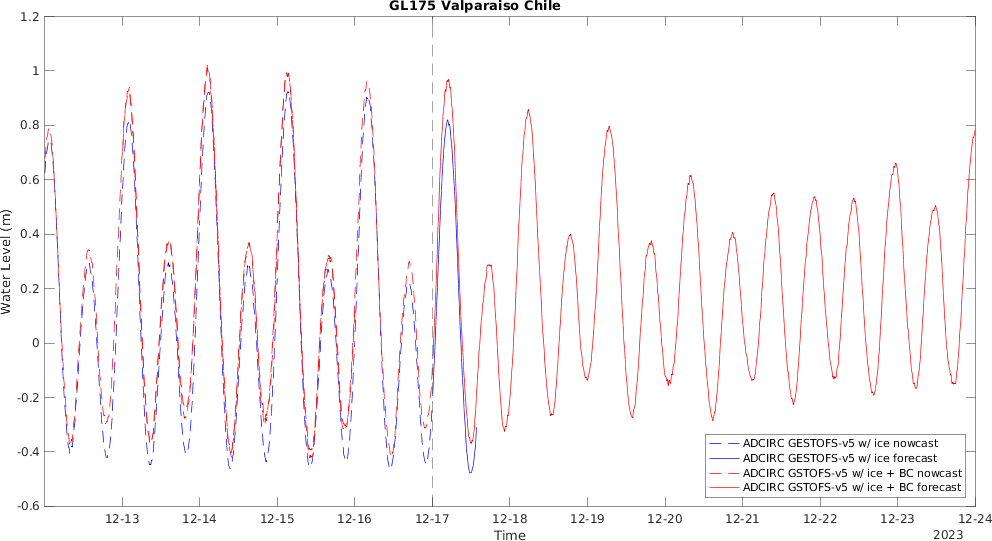 GL175 Valparaiso Chile
1.2
1
0.8
0.6
0.4
0.2
0
-0.2
-0.4
-0.6
Water Level (m)
12-13 12-14 12-15 12-16 12-17 12-18 12-19 12-20 12-21 12-22 12-23 12-24
Time
2023
ADCIRC GESTOFS-v5 w/ ice nowcast
ADCIRC GESTOFS-v5 w/ ice forecast
ADCIRC GSTOFS-v5 w/ ice + BC nowcast
ADCIRC GSTOFS-v5 w/ ice + BC forecast